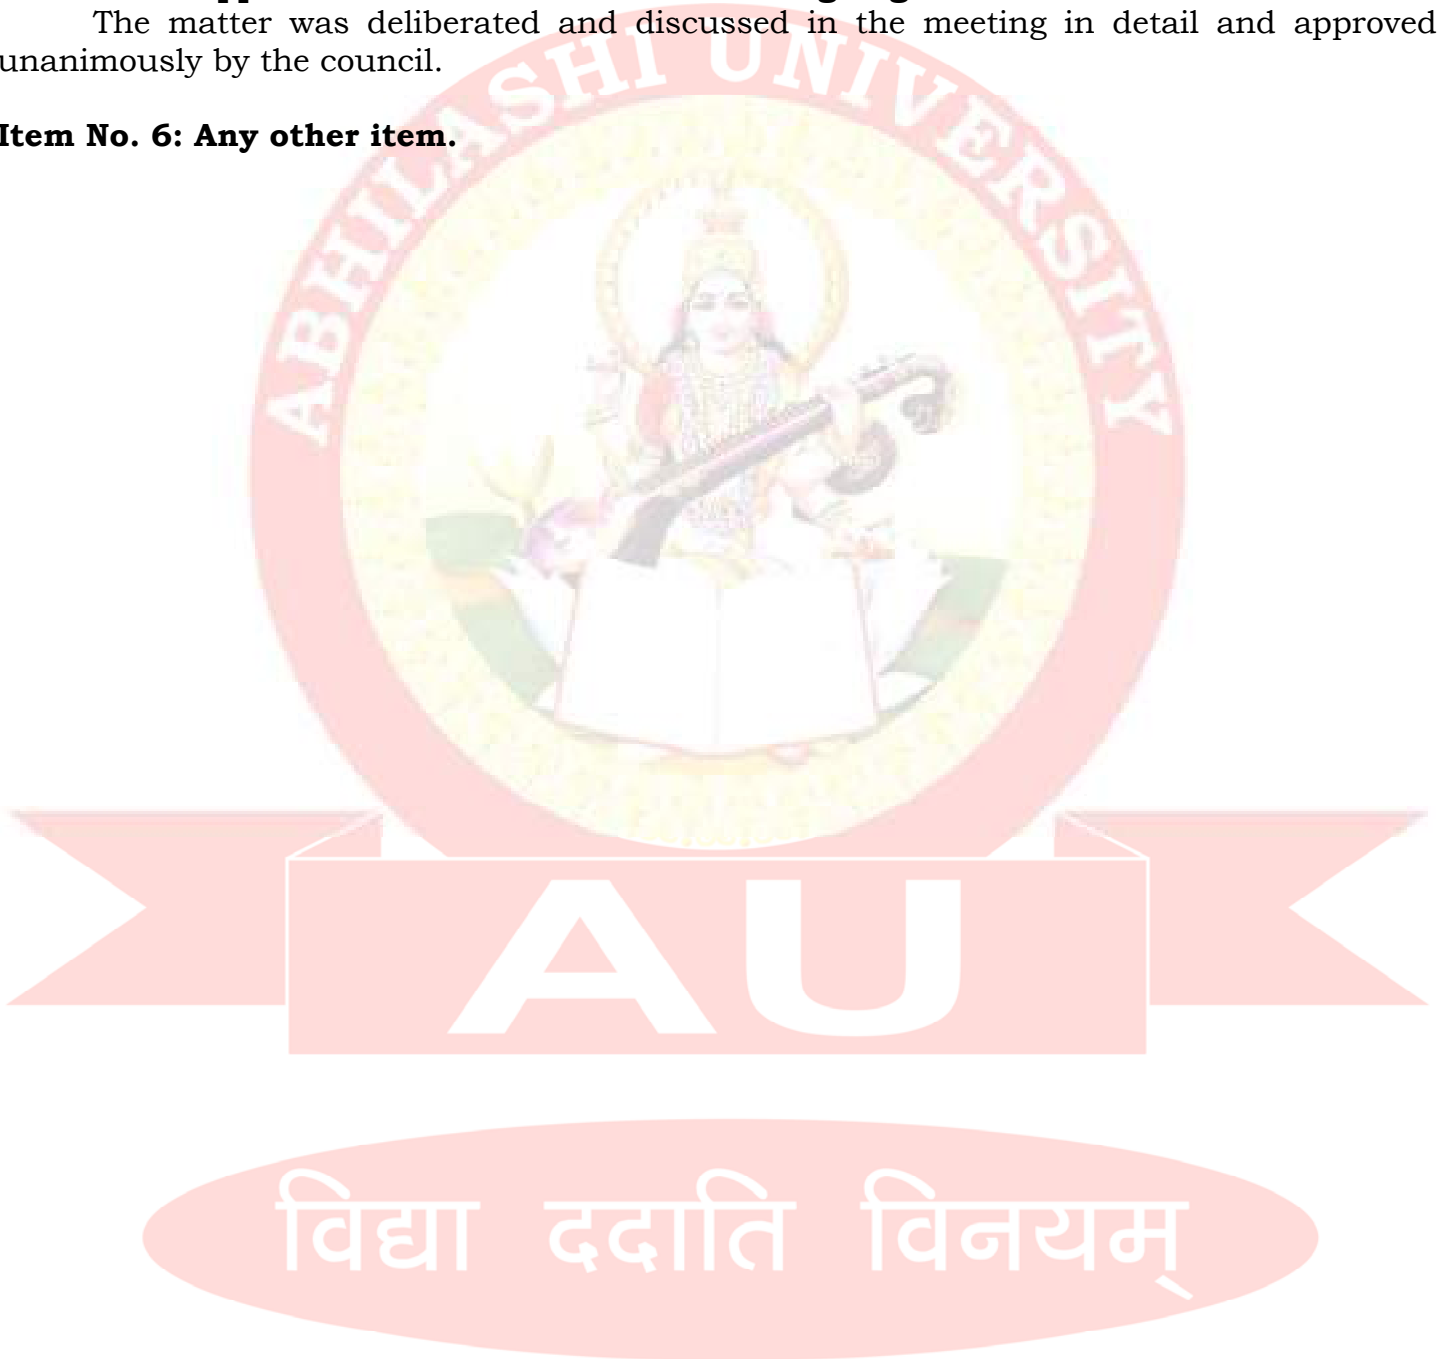 The matter was deliberated and discussed in the meeting in detail and approved
unanimously by the council.
Item No. 6: Any other item.
ABHILASHI UNIVERSITY
AU
विद्या ददाति विनयम्